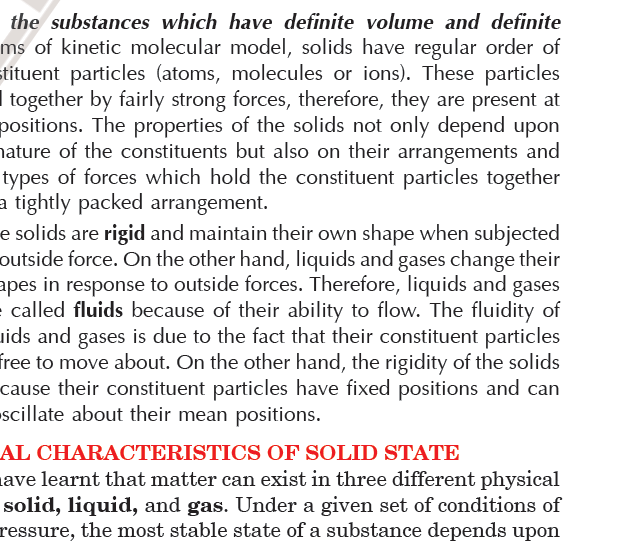 the substances which have definite volume and definite
ms of kinetic molecular model, solids have regular order of
stituent particles (atoms, molecules or ions). These particles
together by fairly strong forces, therefore, they are present at
positions. The properties of the solids not only depend upon
nature of the constituents but also on their arrangements and
types of forces which hold the constituent particles together
a tightly packed arrangement.
e solids are rigid and maintain their own shape when subjected
outside force. On the other hand, liquids and gases change their
apes in response to outside forces. Therefore, liquids and gases
e called fluids because of their ability to flow. The fluidity of
uids and gases is due to the fact that their constituent particles
free to move about. On the other hand, the rigidity of the solids
cause their constituent particles have fixed positions and can
oscillate about their mean positions.
AL CHARACTERISTICS OF SOLID STATE
have learnt that matter can exist in three different physical
solid, liquid, and gas. Under a given set of conditions of
ressure, the most stable state of a substance depends upon